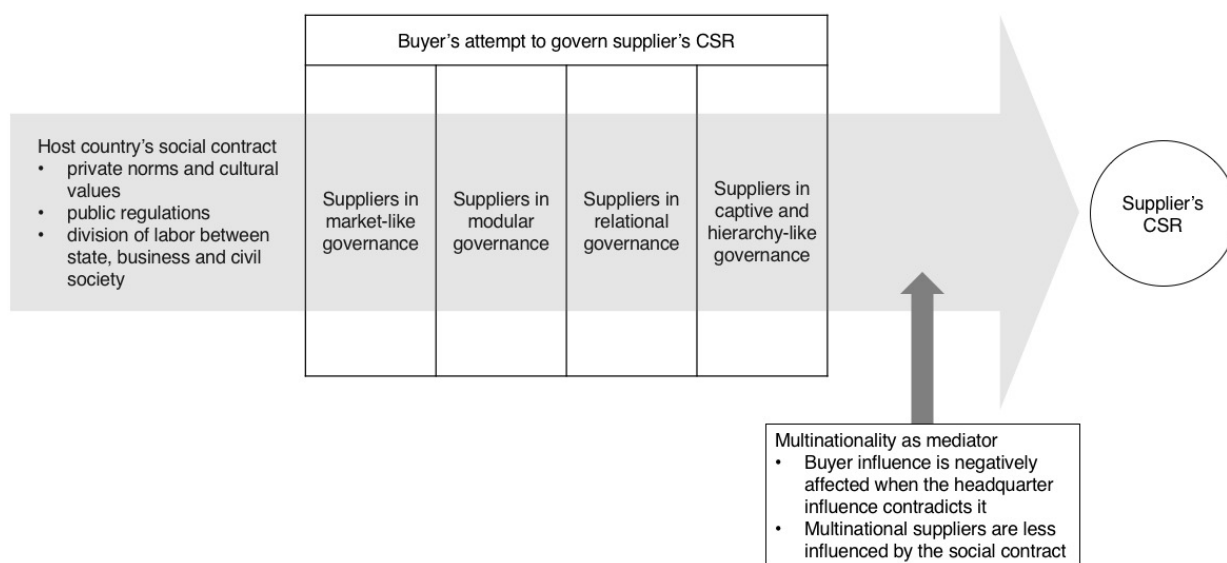 Buyer's attempt to govern supplier's CSR
Host country's social contract
• private norms and cultural
values
• public regulations
• division of labor between
state, business and civil
society
Suppliers in
market-like
governance
Suppliers in
modular
governance
Suppliers in
relational
governance
Suppliers in
captive and
hierarchy-like
governance
Supplier's
CSR
Multinationality as mediator
• Buyer influence is negatively
affected when the headquarter
influence contradicts it
• Multinational suppliers are less
influenced by the social contract